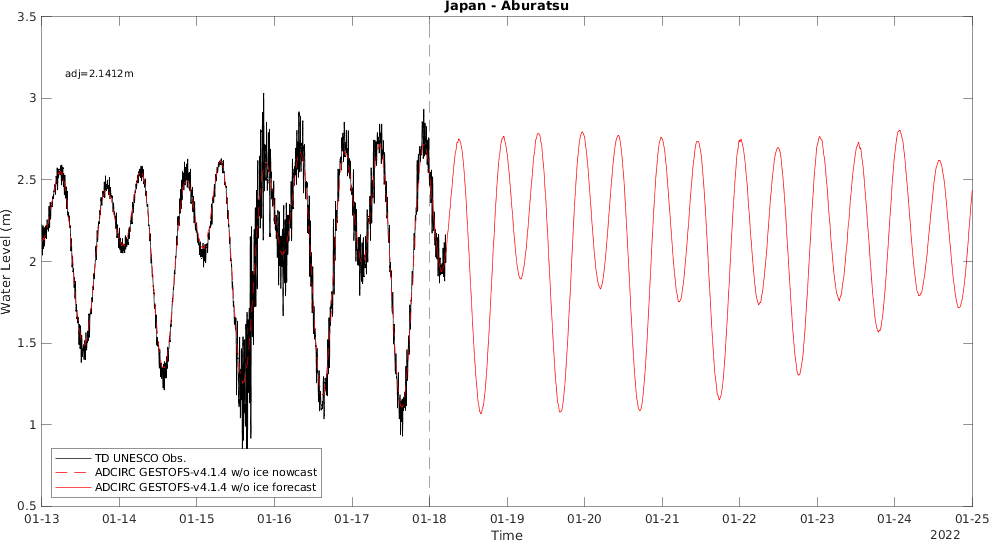 Japan - Aburatsu
3.5
adj=2.1412m
3
2.5
2
1.5
1
0.5
Water Level (m)
TD UNESCO Obs.
ADCIRC GESTOFS-v4.1.4 w/o ice nowcast
ADCIRC GESTOFS-v4.1.4 w/o ice forecast
01-13 01-14 01-15 01-16 01-17 01-18 01-19 01-20 01-21 01-22 01-23 01-24 01-25
Time
2022